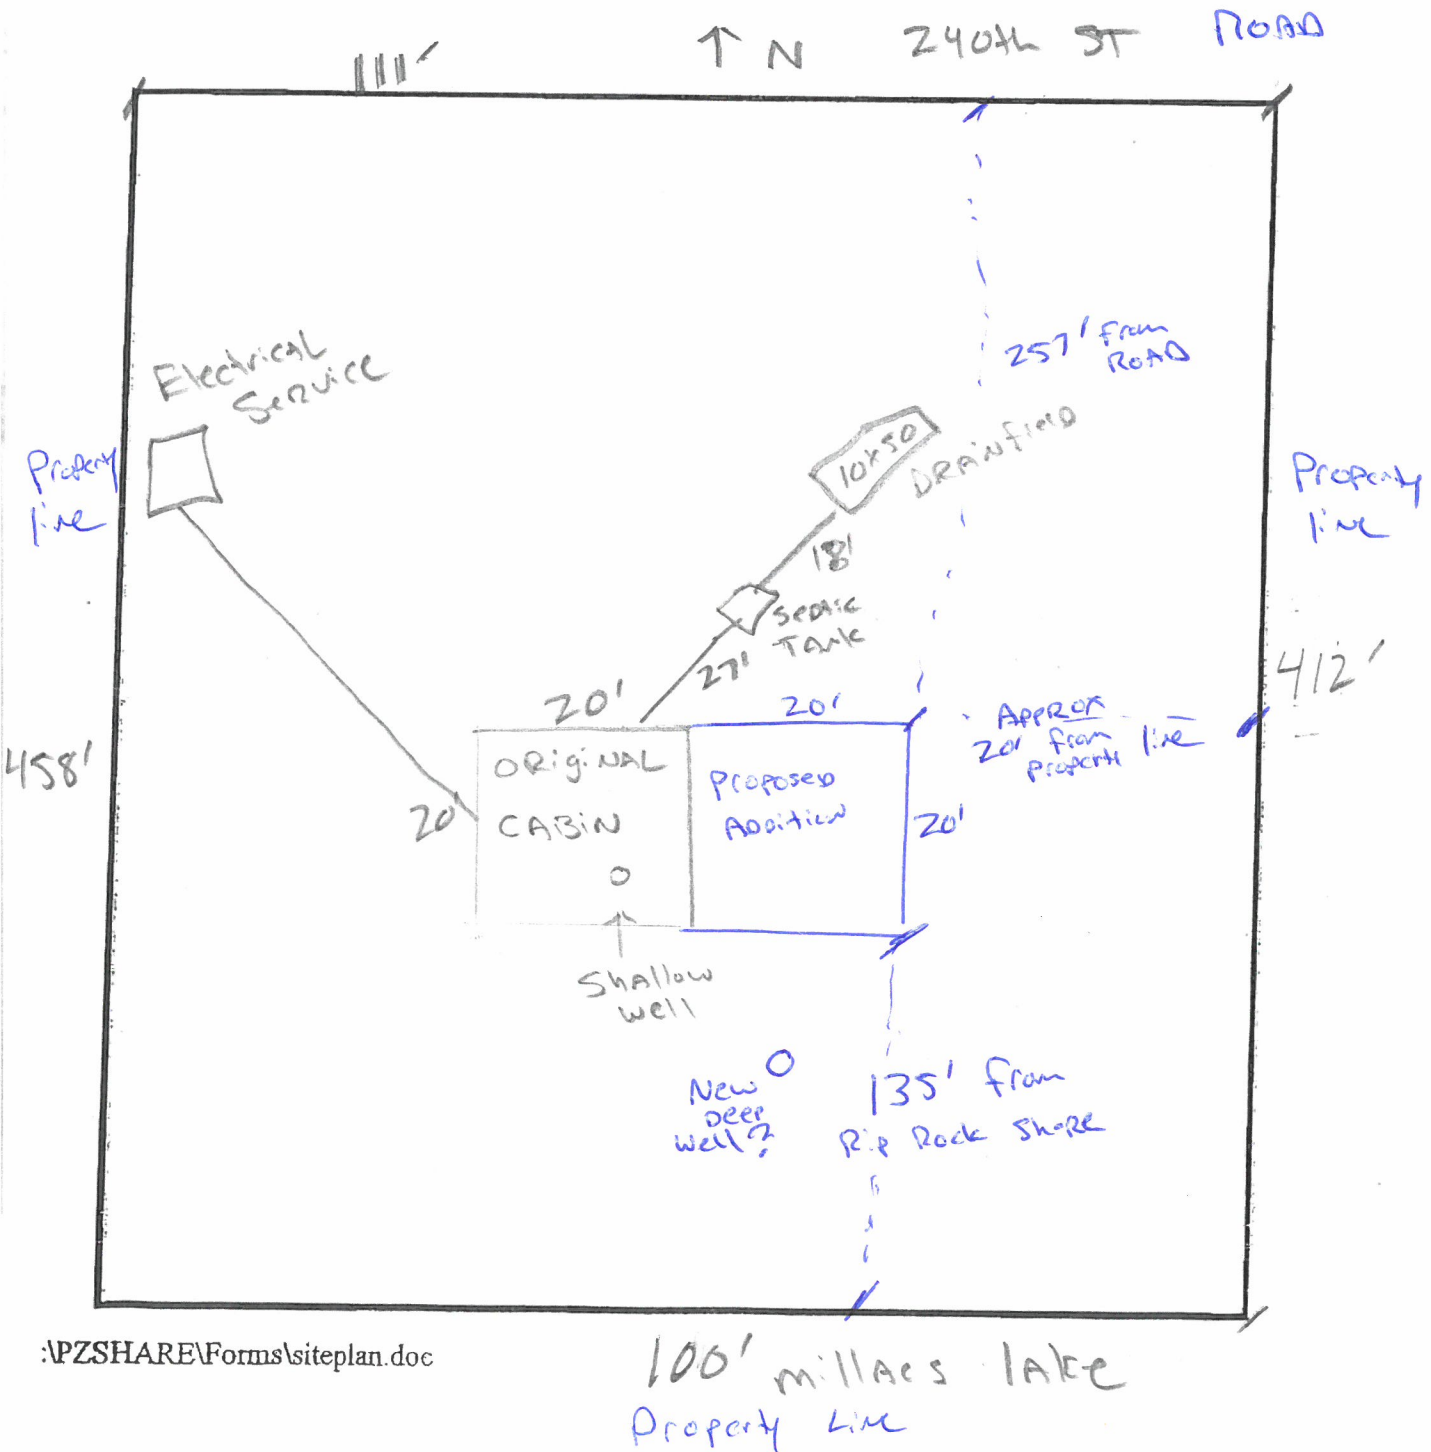 111'
↑ N
240th ST
ROAD
257' from
ROAD
Electrical
Service
10x50
DRAINfielD
Property
line
Property
line
18'
Septic
TANK
27'
412'
20'
20'
Approx
20' from
property line
458'
20'
ORigiNAL
CABiN
Proposed
Addition
20'
Shallow
well
New
Deep
well?
135' from
Rip Rock Shore
:\PZSHARE\Forms\siteplan.doc
100' millAcs lAke
Property Line